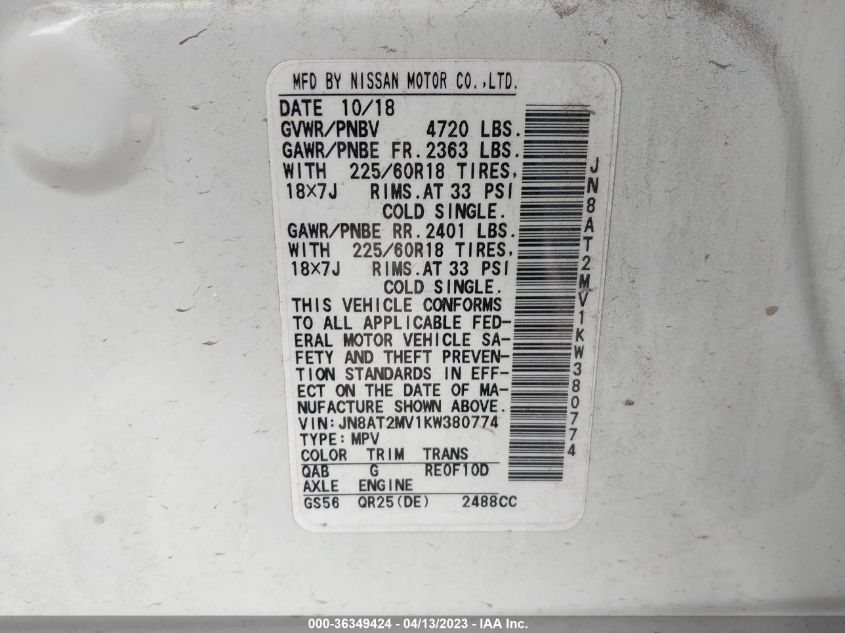 MFD BY NISSAN MOTOR CO.,LTD.
DATE 10/18
GVWR/PNBV 4720 LBS.
GAWR/PNBE FR. 2363 LBS.
WITH 225/60R18 TIRES,
18×7J RIMS. AT 33 PSI
COLD SINGLE.
GAWR/PNBE RR. 2401 LBS.
WITH 225/60R18 TIRES,
18×7J RIMS. AT 33 PSI
COLD SINGLE.
THIS VEHICLE CONFORMS
TO ALL APPLICABLE FED-
ERAL MOTOR VEHICLE SA-
FETY AND THEFT PREVEN-
TION STANDARDS IN EFF-
ECT ON THE DATE OF MA-
NUFACTURE SHOWN ABOVE.
VIN: JN8AT2MV1KW380774
TYPE: MPV
COLOR TRIM TRANS
QAB G RE0F10D
AXLE ENGINE
GS56 QR25(DE) 2488CC
JN8AT2MV1KW380774
000-36349424 - 04/13/2023 - IAA Inc.